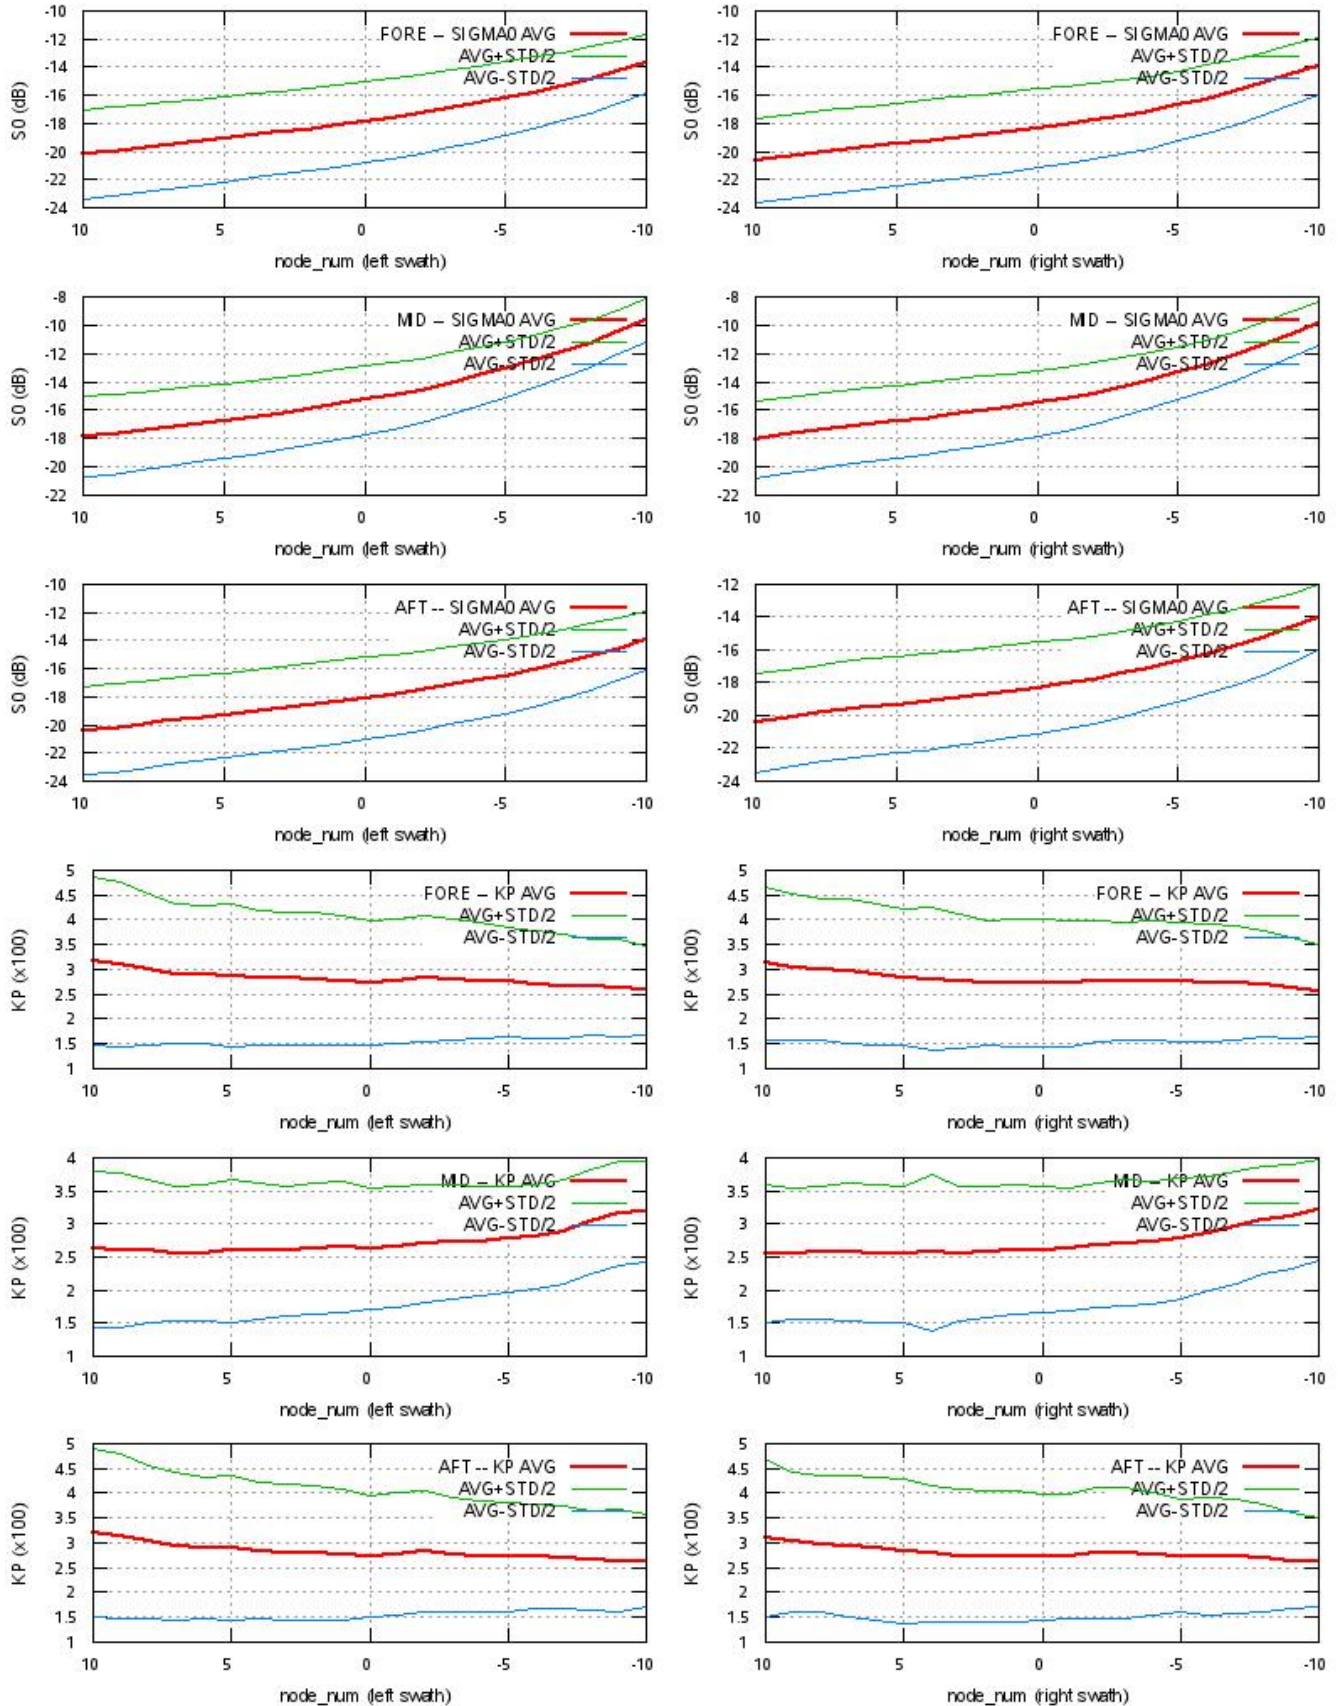 -10
-12
-14
-16
-18
-20
-22
-24
S0 (dB)
FORE -- SIGMA0 AVG
AVG+STD/2
AVG-STD/2
10 5 0 -5 -10
node_num (left swath)
-10
-12
-14
-16
-18
-20
-22
-24
S0 (dB)
FORE -- SIGMA0 AVG
AVG+STD/2
AVG-STD/2
10 5 0 -5 -10
node_num (right swath)
-8
-10
-12
-14
-16
-18
-20
-22
S0 (dB)
MID -- SIGMA0 AVG
AVG+STD/2
AVG-STD/2
10 5 0 -5 -10
node_num (left swath)
-8
-10
-12
-14
-16
-18
-20
-22
S0 (dB)
MID -- SIGMA0 AVG
AVG+STD/2
AVG-STD/2
10 5 0 -5 -10
node_num (right swath)
-10
-12
-14
-16
-18
-20
-22
-24
S0 (dB)
AFT -- SIGMA0 AVG
AVG+STD/2
AVG-STD/2
10 5 0 -5 -10
node_num (left swath)
-12
-14
-16
-18
-20
-22
-24
S0 (dB)
AFT -- SIGMA0 AVG
AVG+STD/2
AVG-STD/2
10 5 0 -5 -10
node_num (right swath)
5
4.5
4
3.5
3
2.5
2
1.5
1
KP (x100)
FORE -- KP AVG
AVG+STD/2
AVG-STD/2
10 5 0 -5 -10
node_num (left swath)
5
4.5
4
3.5
3
2.5
2
1.5
1
KP (x100)
FORE -- KP AVG
AVG+STD/2
AVG-STD/2
10 5 0 -5 -10
node_num (right swath)
4
3.5
3
2.5
2
1.5
1
KP (x100)
MID -- KP AVG
AVG+STD/2
AVG-STD/2
10 5 0 -5 -10
node_num (left swath)
4
3.5
3
2.5
2
1.5
1
KP (x100)
MID -- KP AVG
AVG+STD/2
AVG-STD/2
10 5 0 -5 -10
node_num (right swath)
5
4.5
4
3.5
3
2.5
2
1.5
1
KP (x100)
AFT -- KP AVG
AVG+STD/2
AVG-STD/2
10 5 0 -5 -10
node_num (left swath)
5
4.5
4
3.5
3
2.5
2
1.5
1
KP (x100)
AFT -- KP AVG
AVG+STD/2
AVG-STD/2
10 5 0 -5 -10
node_num (right swath)